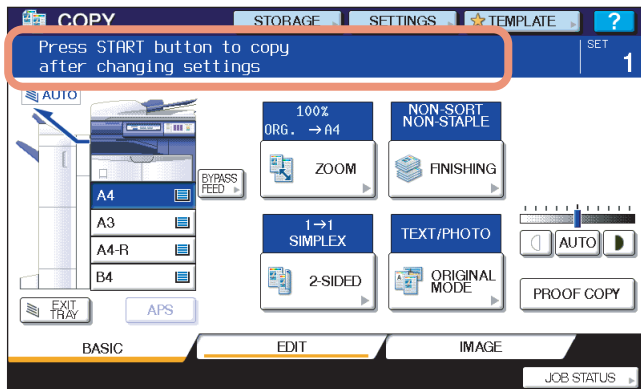 COPY
STORAGE
SETTINGS
TEMPLATE
?
Press START button to copy
after changing settings
SET
1
AUTO
A4
A3
A4-R
B4
BYPASS
FEED
EXIT
TRAY
APS
100%
ORG. →A4
ZOOM
NON-SORT
NON-STAPLE
FINISHING
1→1
SIMPLEX
2-SIDED
TEXT/PHOTO
ORIGINAL
MODE
AUTO
PROOF COPY
BASIC
EDIT
IMAGE
JOB STATUS